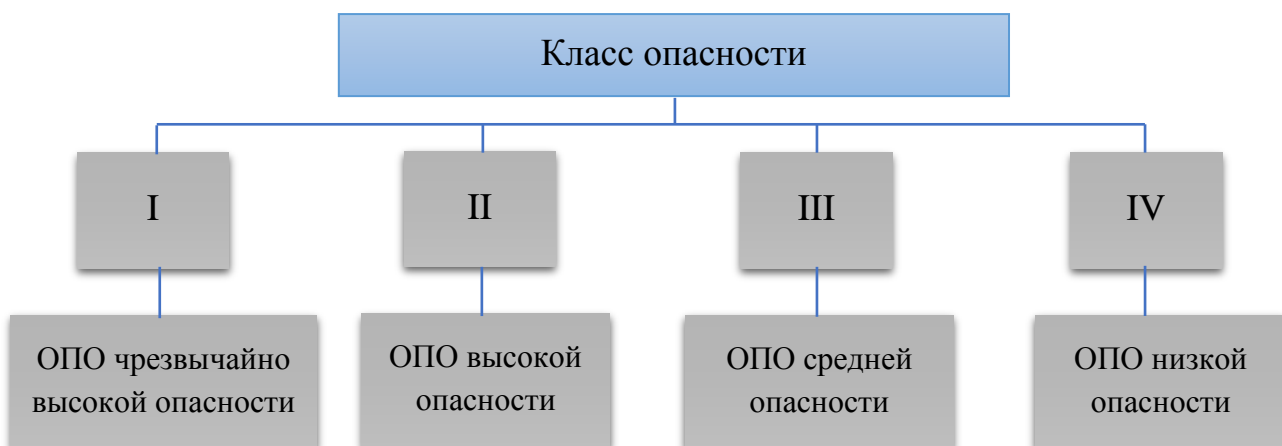 Класс опасности
I
II
III
IV
ОПО чрезвычайно
высокой опасности
ОПО высокой
опасности
ОПО средней
опасности
ОПО низкой
опасности